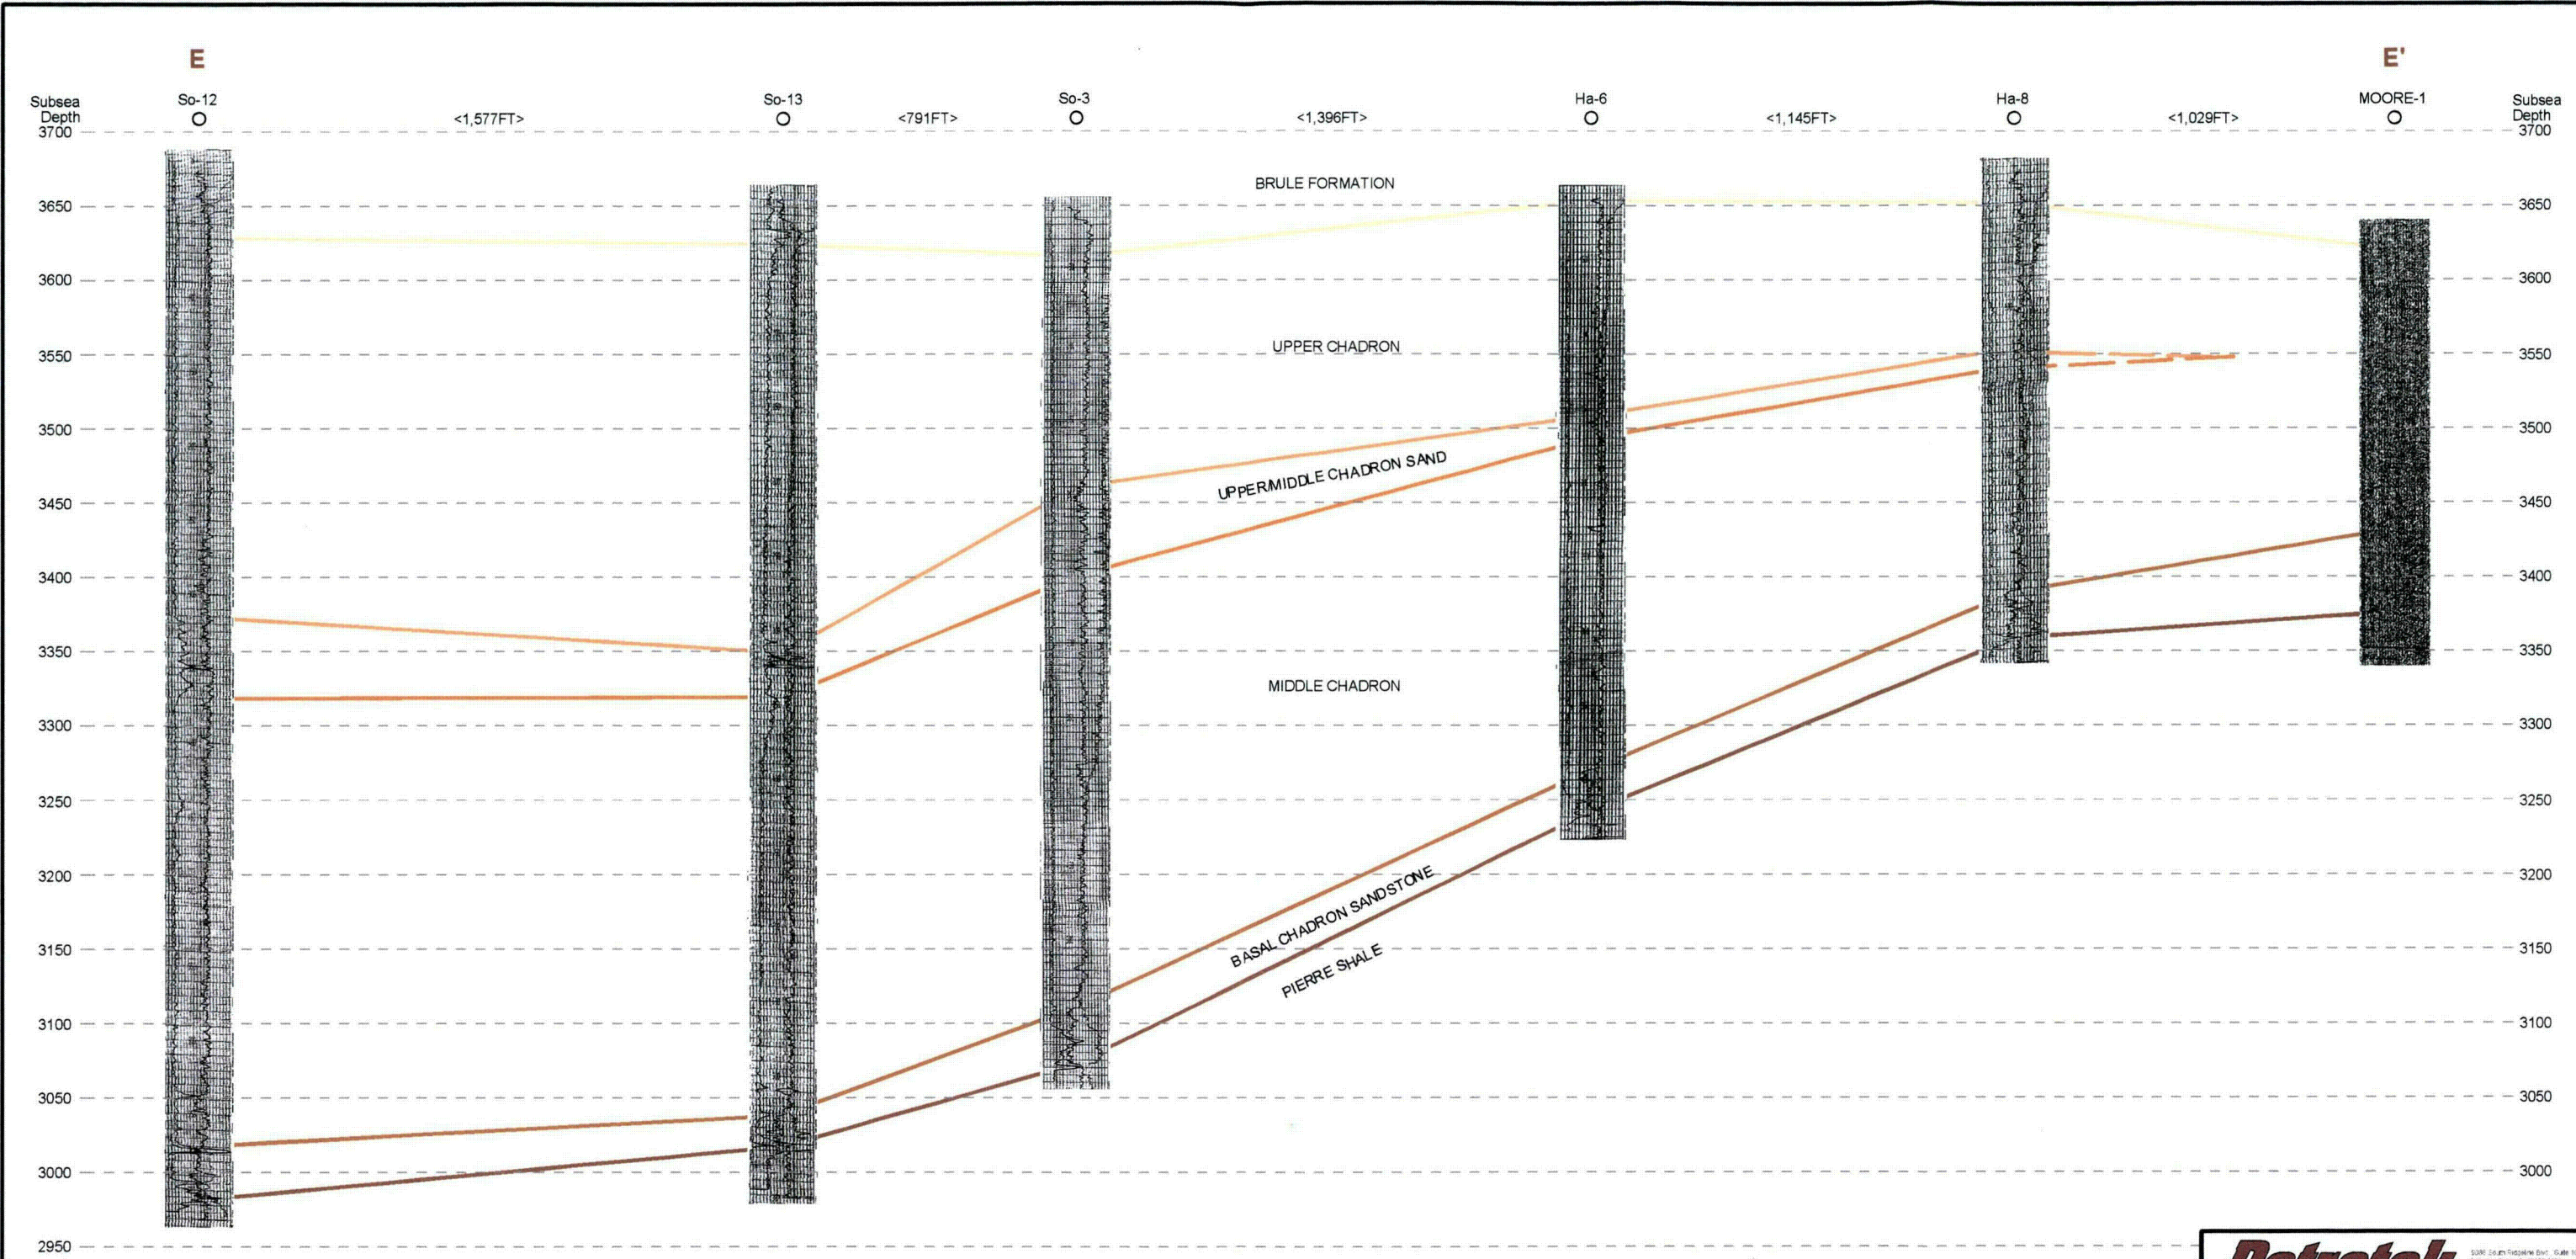 E E'
So-12 So-13 So-3 Ha-6 Ha-8 MOORE-1
Subsea Depth <1,577FT> <791FT> <1,396FT> <1,145FT> <1,029FT> Subsea Depth
3700 3700
BRULE FORMATION
3650 3650
3600 3600
UPPER CHADRON
3550 3550
3500 3500
UPPER/MIDDLE CHADRON SAND
3450 3450
3400 3400
3350 3350
MIDDLE CHADRON
3300 3300
3250 3250
3200 3200
BASAL CHADRON SANDSTONE
3150 3150
PIERRE SHALE
3100 3100
3050 3050
3000 3000
2950
Petrotek